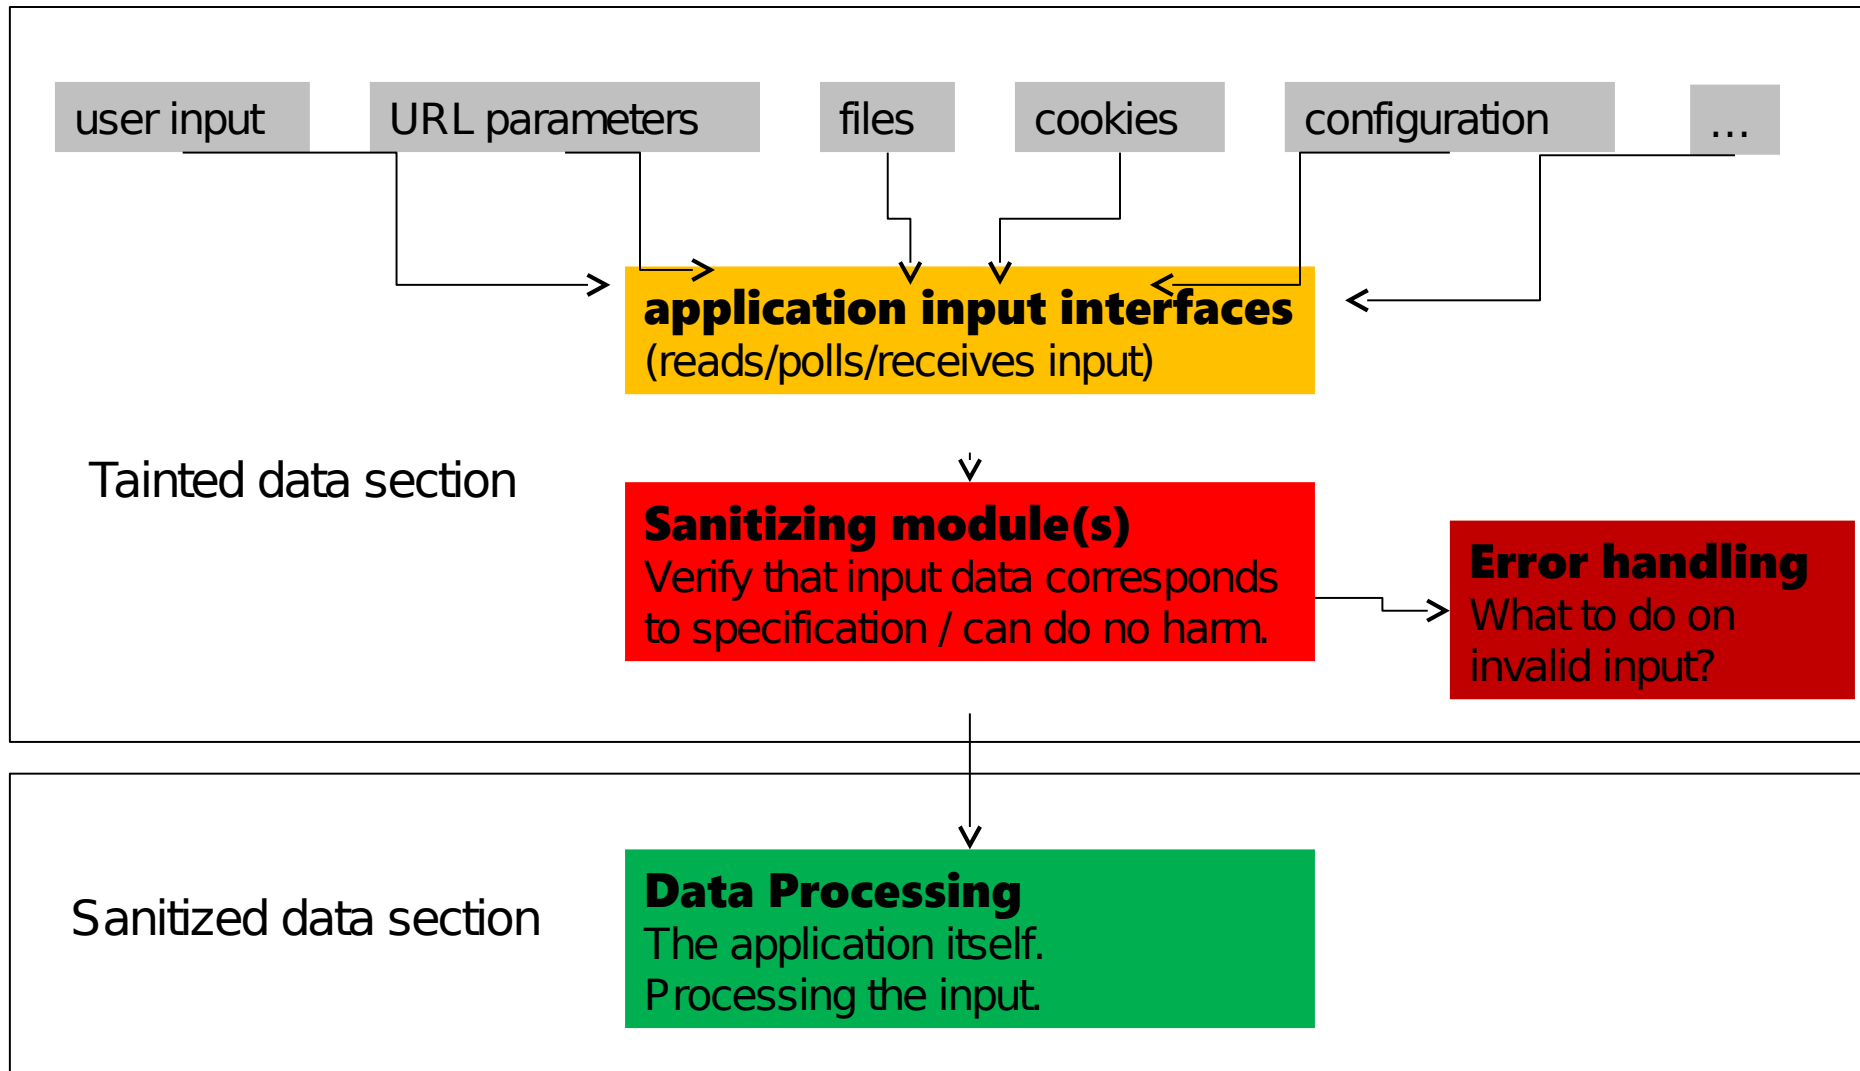 user input
URL parameters
files
cookies
configuration
...
application input interfaces
(reads/polls/receives input)
Tainted data section
Sanitizing module(s)
Verify that input data corresponds
to specification / can do no harm.
Error handling
What to do on
invalid input?
Sanitized data section
Data Processing
The application itself.
Processing the input.